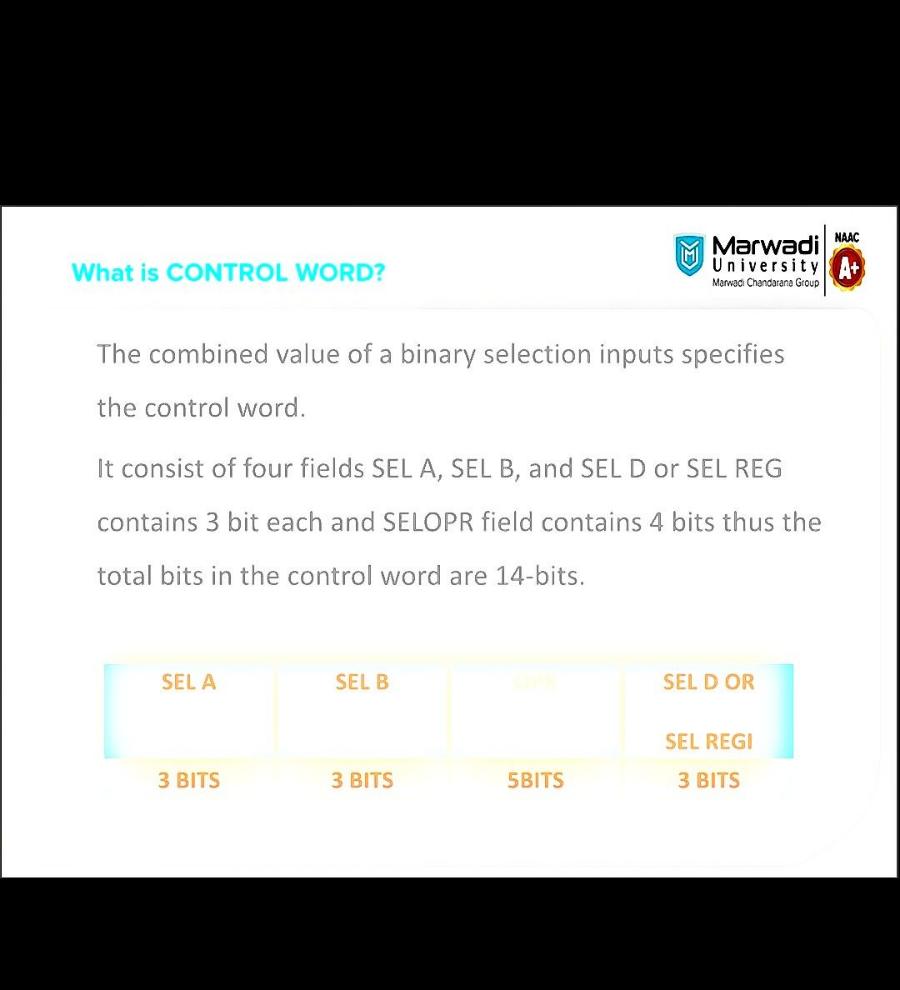 What is CONTROL WORD?
Marwadi
University
Marwadi Chandarana Group
NAAC
A+
The combined value of a binary selection inputs specifies
the control word.
It consist of four fields SEL A, SEL B, and SEL D or SEL REG
contains 3 bit each and SELOPR field contains 4 bits thus the
total bits in the control word are 14-bits.
SEL A SEL B OPR SEL D OR
SEL REGI
3 BITS 3 BITS 5BITS 3 BITS